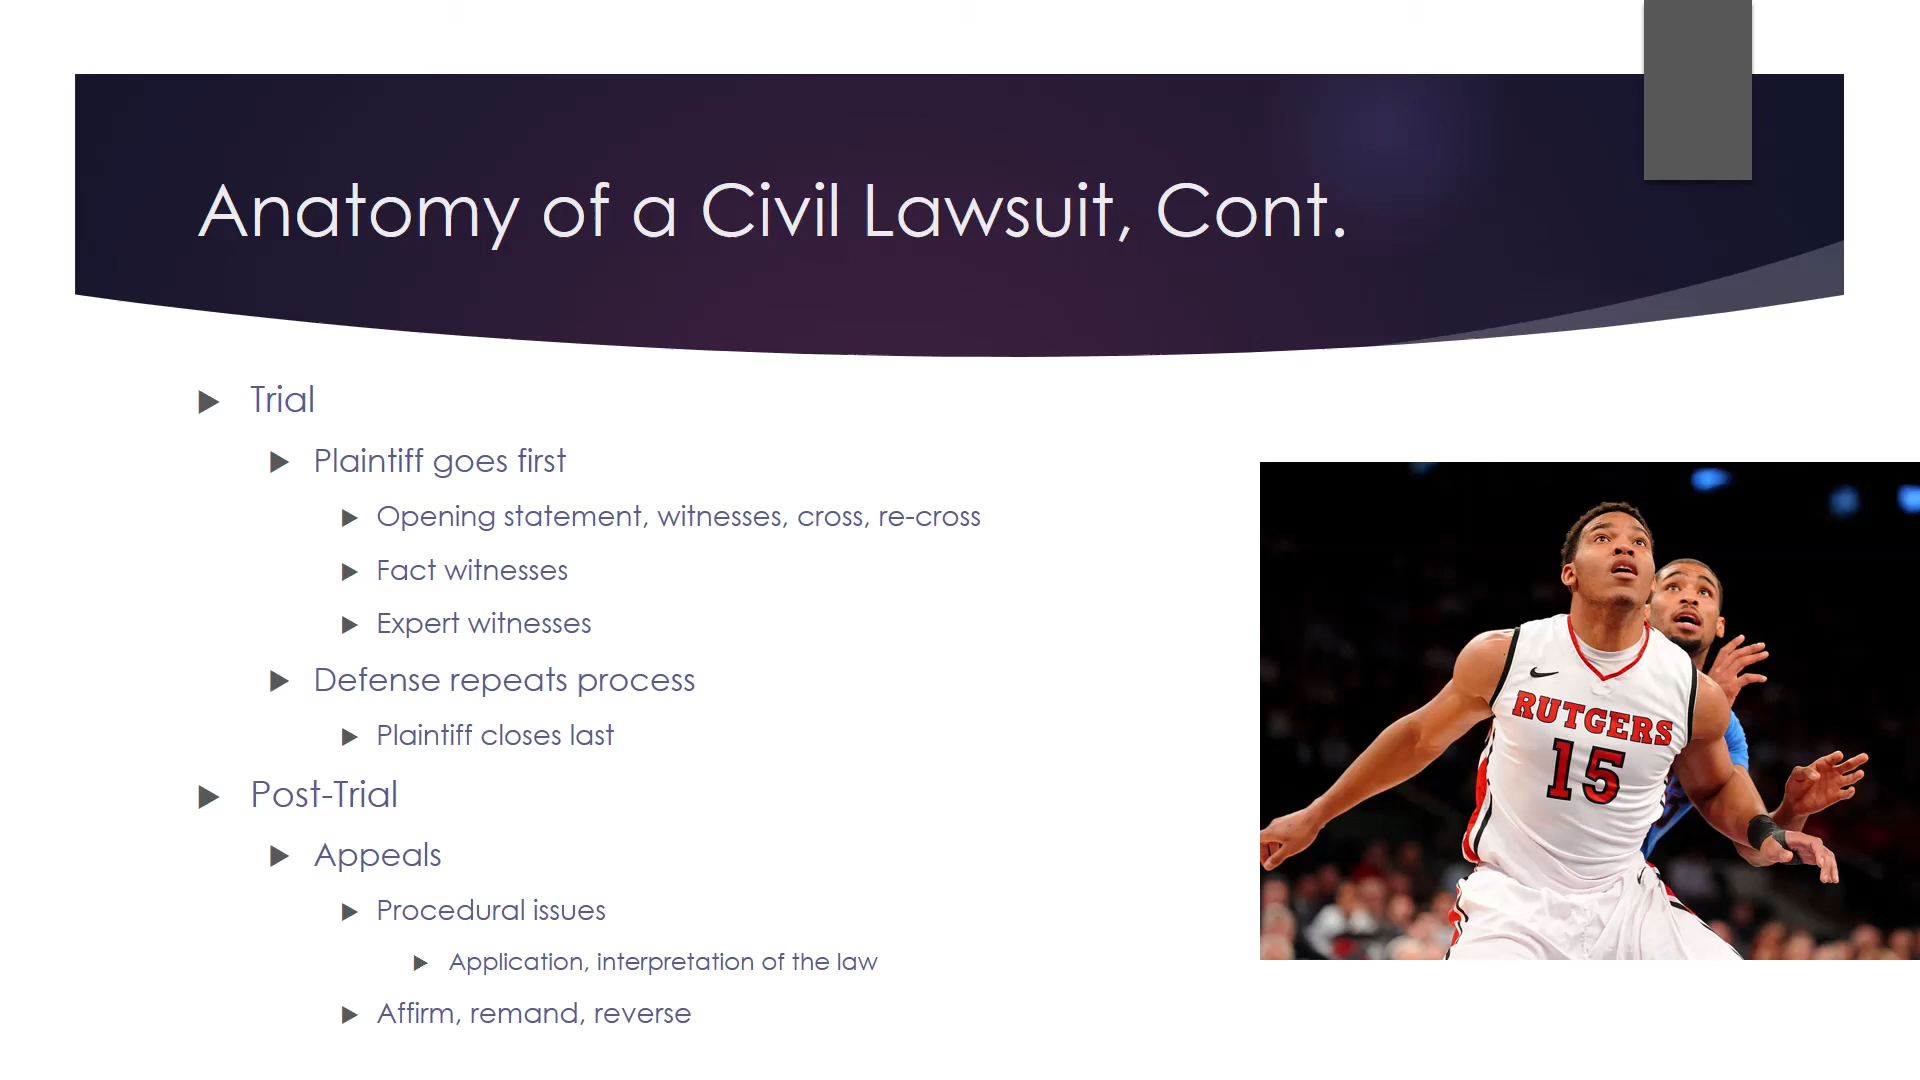 Anatomy of a Civil Lawsuit, Cont.
Trial
Plaintiff goes first
Opening statement, witnesses, cross, re-cross
Fact witnesses
Expert witnesses
Defense repeats process
Plaintiff closes last
Post-Trial
Appeals
Procedural issues
Application, interpretation of the law
Affirm, remand, reverse
RUTGERS
15